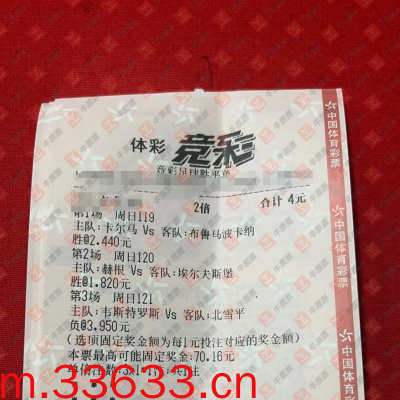 体彩 竞彩
竞彩足球胜平负
2倍 合计 4元
第1场 周日119
主队:卡尔马 Vs 客队:布鲁马波卡纳
胜@2.440元
第2场 周日120
主队:赫根 Vs 客队:埃尔夫斯堡
胜@1.820元
第3场 周日121
主队:韦斯特罗斯 Vs 客队:北雪平
负@3.950元
(选项固定奖金额为每1元投注对应的奖金额)
本票最高可能固定奖金:70.16元
中国体育彩票
中国体育彩票
中国体育彩票
m.33633.cn